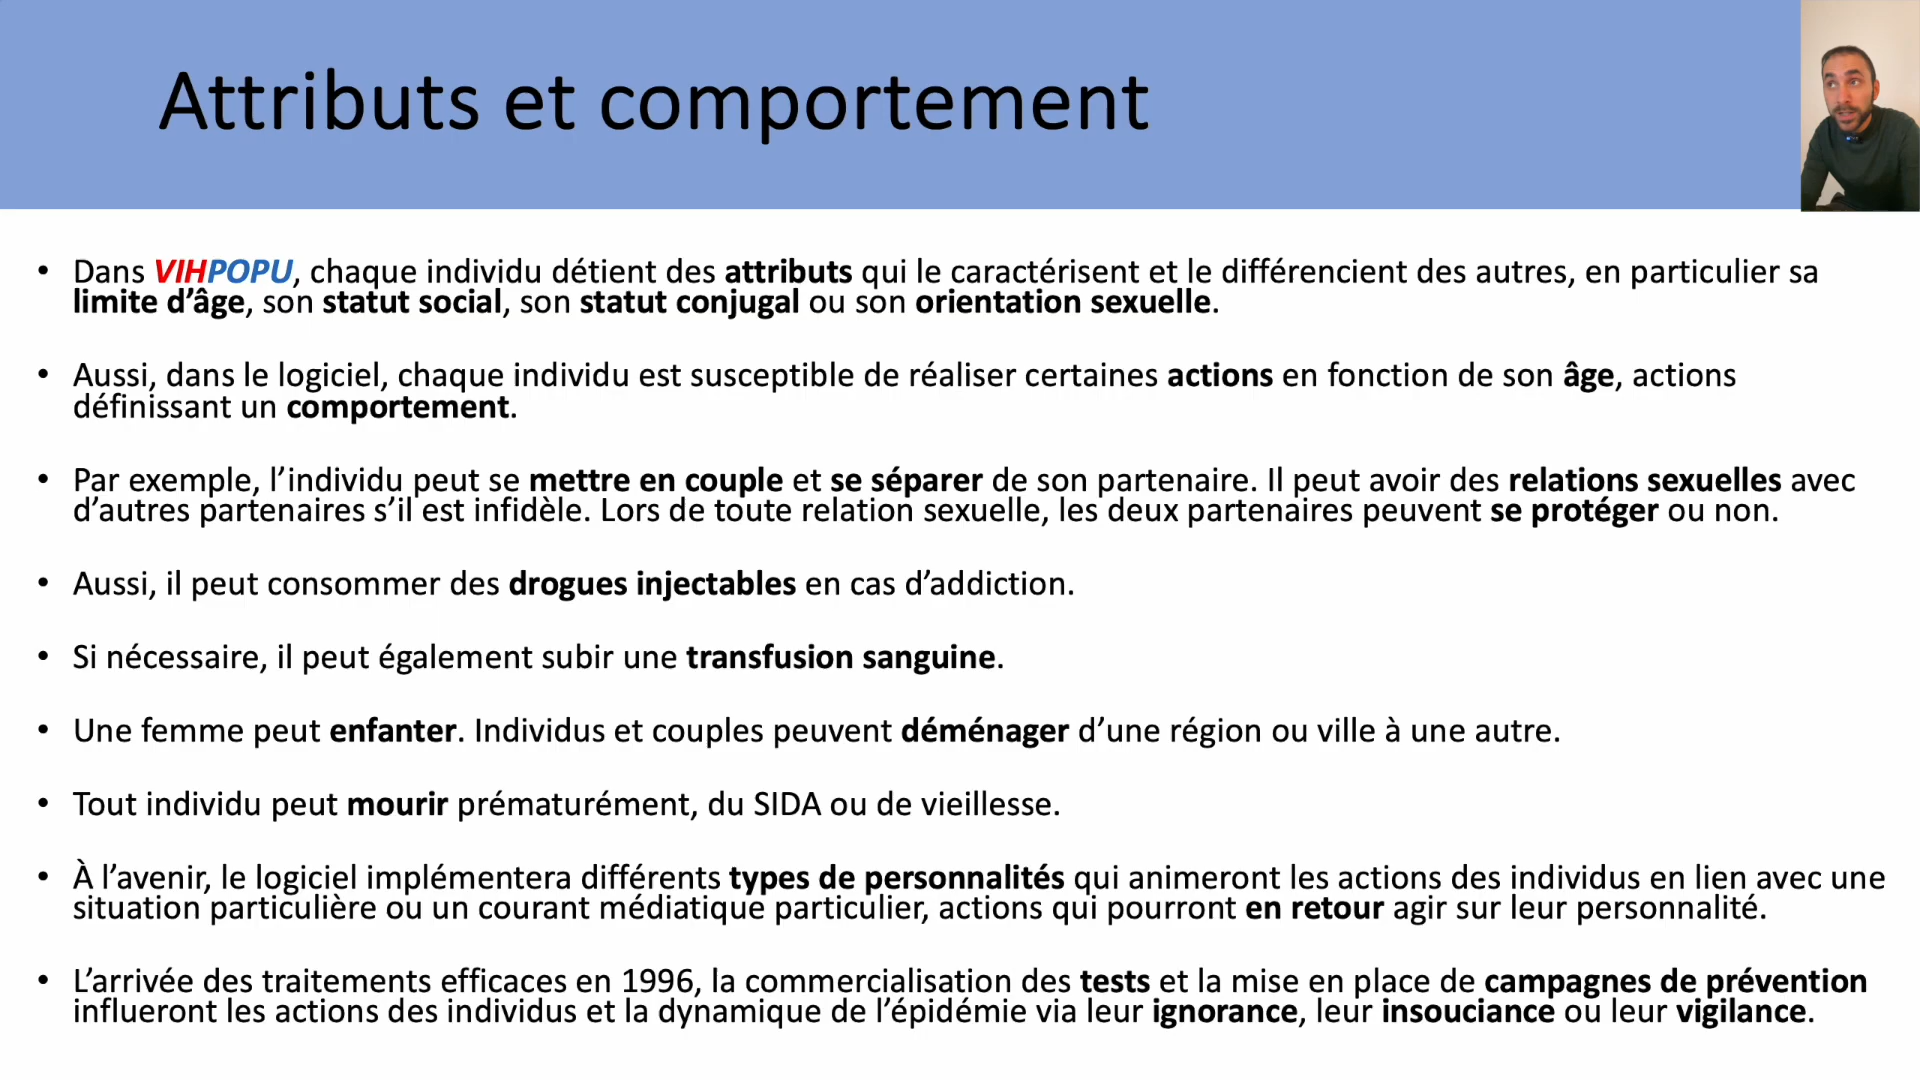 Attributs et comportement
• Dans VIHPOPU, chaque individu détient des attributs qui le caractérisent et le différencient des autres, en particulier sa
limite d’âge, son statut social, son statut conjugal ou son orientation sexuelle.
• Aussi, dans le logiciel, chaque individu est susceptible de réaliser certaines actions en fonction de son âge, actions
définissant un comportement.
• Par exemple, l’individu peut se mettre en couple et se séparer de son partenaire. Il peut avoir des relations sexuelles avec
d’autres partenaires s’il est infidèle. Lors de toute relation sexuelle, les deux partenaires peuvent se protéger ou non.
• Aussi, il peut consommer des drogues injectables en cas d’addiction.
• Si nécessaire, il peut également subir une transfusion sanguine.
• Une femme peut enfanter. Individus et couples peuvent déménager d’une région ou ville à une autre.
• Tout individu peut mourir prématurément, du SIDA ou de vieillesse.
• À l’avenir, le logiciel implémentera différents types de personnalités qui animeront les actions des individus en lien avec une
situation particulière ou un courant médiatique particulier, actions qui pourront en retour agir sur leur personnalité.
• L’arrivée des traitements efficaces en 1996, la commercialisation des tests et la mise en place de campagnes de prévention
influeront les actions des individus et la dynamique de l’épidémie via leur ignorance, leur insouciance ou leur vigilance.